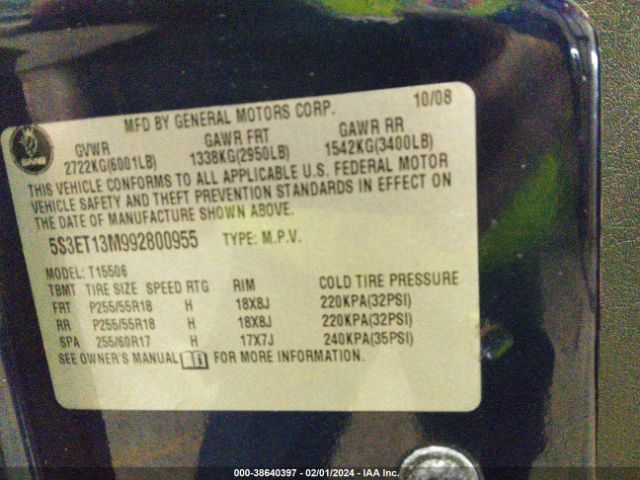 MFD BY GENERAL MOTORS CORP. 10/08
SAAB
GVWR GAWR FRT GAWR RR
2722KG(6001LB) 1338KG(2950LB) 1542KG(3400LB)
THIS VEHICLE CONFORMS TO ALL APPLICABLE U.S. FEDERAL MOTOR
VEHICLE SAFETY AND THEFT PREVENTION STANDARDS IN EFFECT ON
THE DATE OF MANUFACTURE SHOWN ABOVE.
5S3ET13M992800955 TYPE: M.P.V.
MODEL: T15506
TBMT TIRE SIZE SPEED RTG RIM COLD TIRE PRESSURE
FRT P255/55R18 H 18X8J 220KPA(32PSI)
RR P255/55R18 H 18X8J 220KPA(32PSI)
SPA 255/60R17 H 17X7J 240KPA(35PSI)
SEE OWNER'S MANUAL FOR MORE INFORMATION.
000-38640397 - 02/01/2024 - IAA Inc.